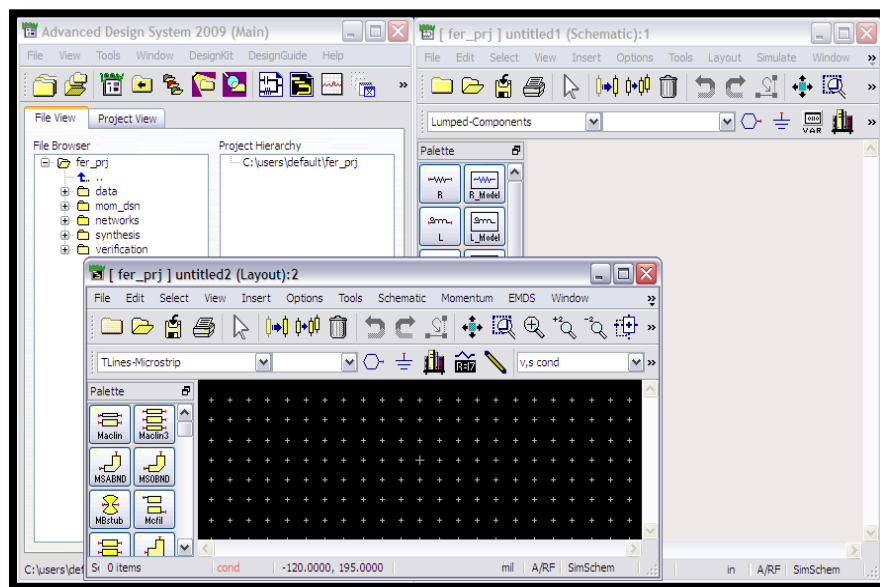 Advanced Design System 2009 (Main)
File View Tools Window DesignKit DesignGuide Help
»
File View Project View
File Browser
fer_prj
..
data
mom_dsn
networks
synthesis
verification
Project Hierarchy
C:\users\default\fer_prj
C:\users\def
[ fer_prj ] untitled1 (Schematic):1
File Edit Select View Insert Options Tools Layout Simulate Window »
»
Lumped-Components VAR »
Palette
R R_Model
L L_Model
in A/RF SimSchem
[ fer_prj ] untitled2 (Layout):2
File Edit Select View Insert Options Tools Schematic Momentum EMDS Window »
+2 -2 »
TLines-Microstrip v,s cond »
Palette
Maclin Maclin3
MSABND MSOBND
MBstub Mcfil
0 items cond -120.0000, 195.0000 mil A/RF SimSchem